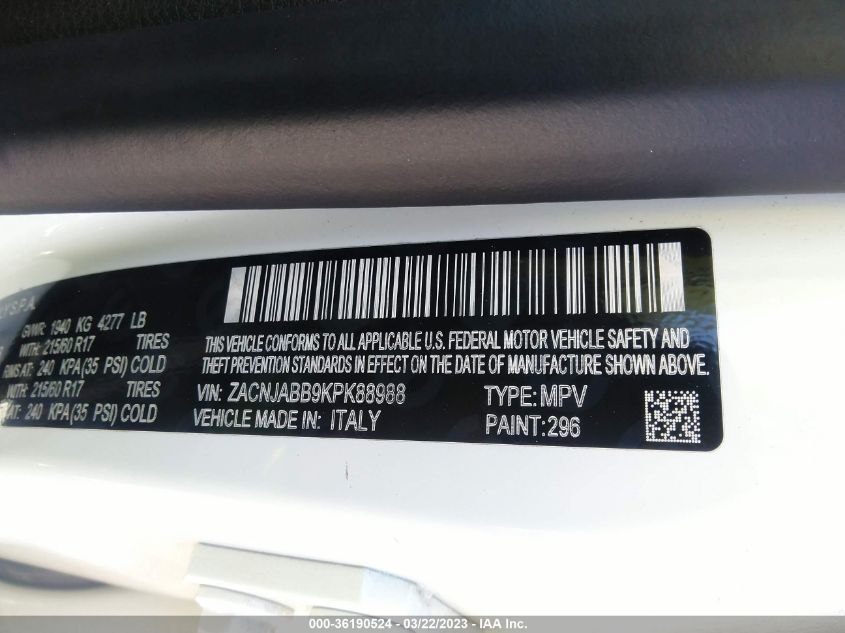 LY S.P.A.
GVWR: 1940 KG 4277 LB
WITH: 215/60 R17 TIRES
RIMS AT: 240 KPA(35 PSI) COLD
WITH: 215/60 R17 TIRES
AT: 240 KPA(35 PSI) COLD
THIS VEHICLE CONFORMS TO ALL APPLICABLE U.S. FEDERAL MOTOR VEHICLE SAFETY AND
THEFT PREVENTION STANDARDS IN EFFECT ON THE DATE OF MANUFACTURE SHOWN ABOVE.
VIN: ZACNJABB9KPK88988 TYPE: MPV
VEHICLE MADE IN: ITALY PAINT:296
000-36190524 - 03/22/2023 - IAA Inc.